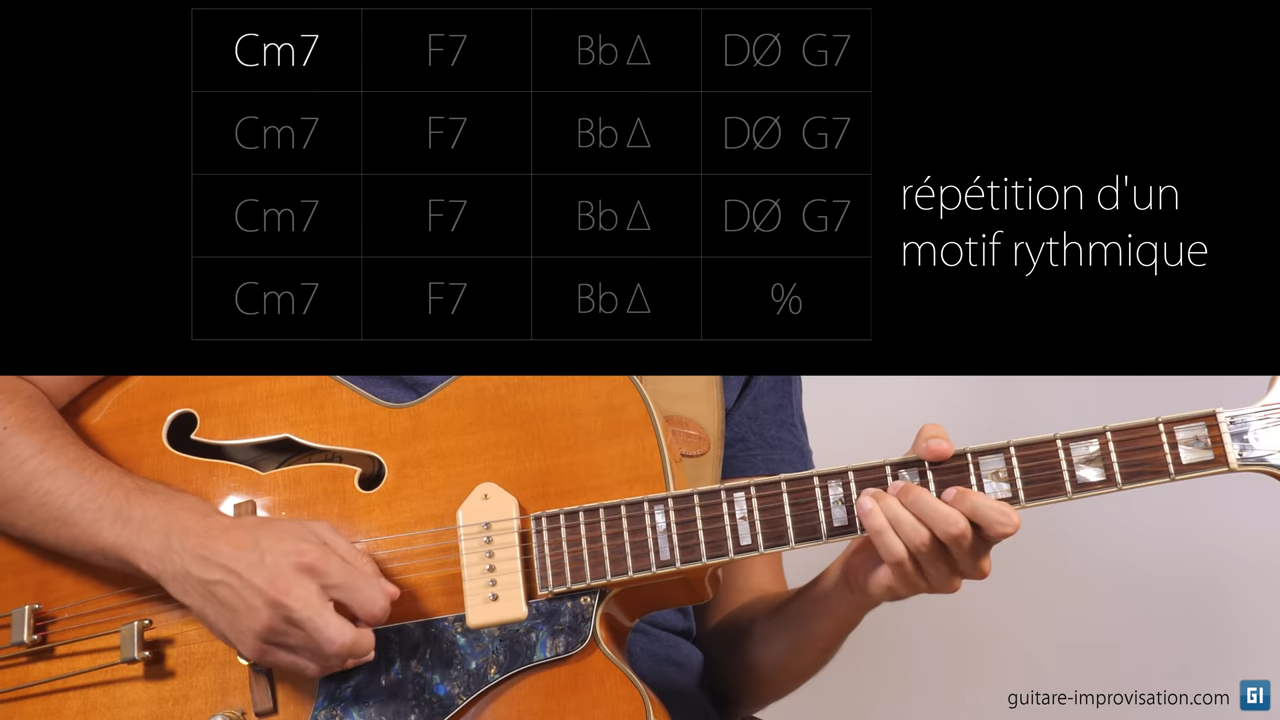 Cm7 F7 Bb Δ DØ G7
Cm7 F7 Bb Δ DØ G7
Cm7 F7 Bb Δ DØ G7
Cm7 F7 Bb Δ %
répétition d'un
motif rythmique
guitare-improvisation.com GI